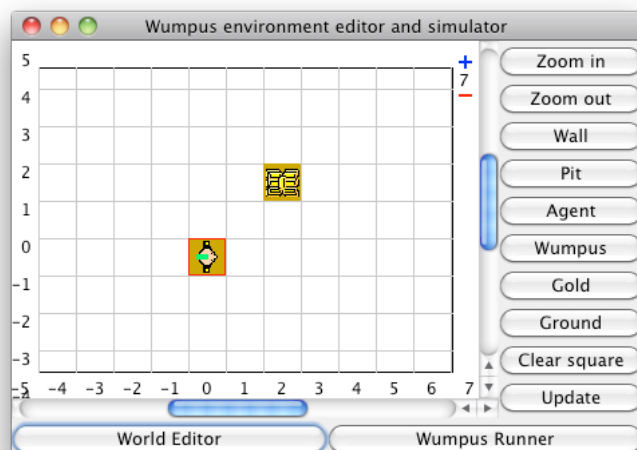 Wumpus environment editor and simulator
5
4
3
2
1
0
-1
-2
-3
+
7
−
-5 -4 -3 -2 -1 0 1 2 3 4 5 6 7
Zoom in
Zoom out
Wall
Pit
Agent
Wumpus
Gold
Ground
Clear square
Update
World Editor
Wumpus Runner